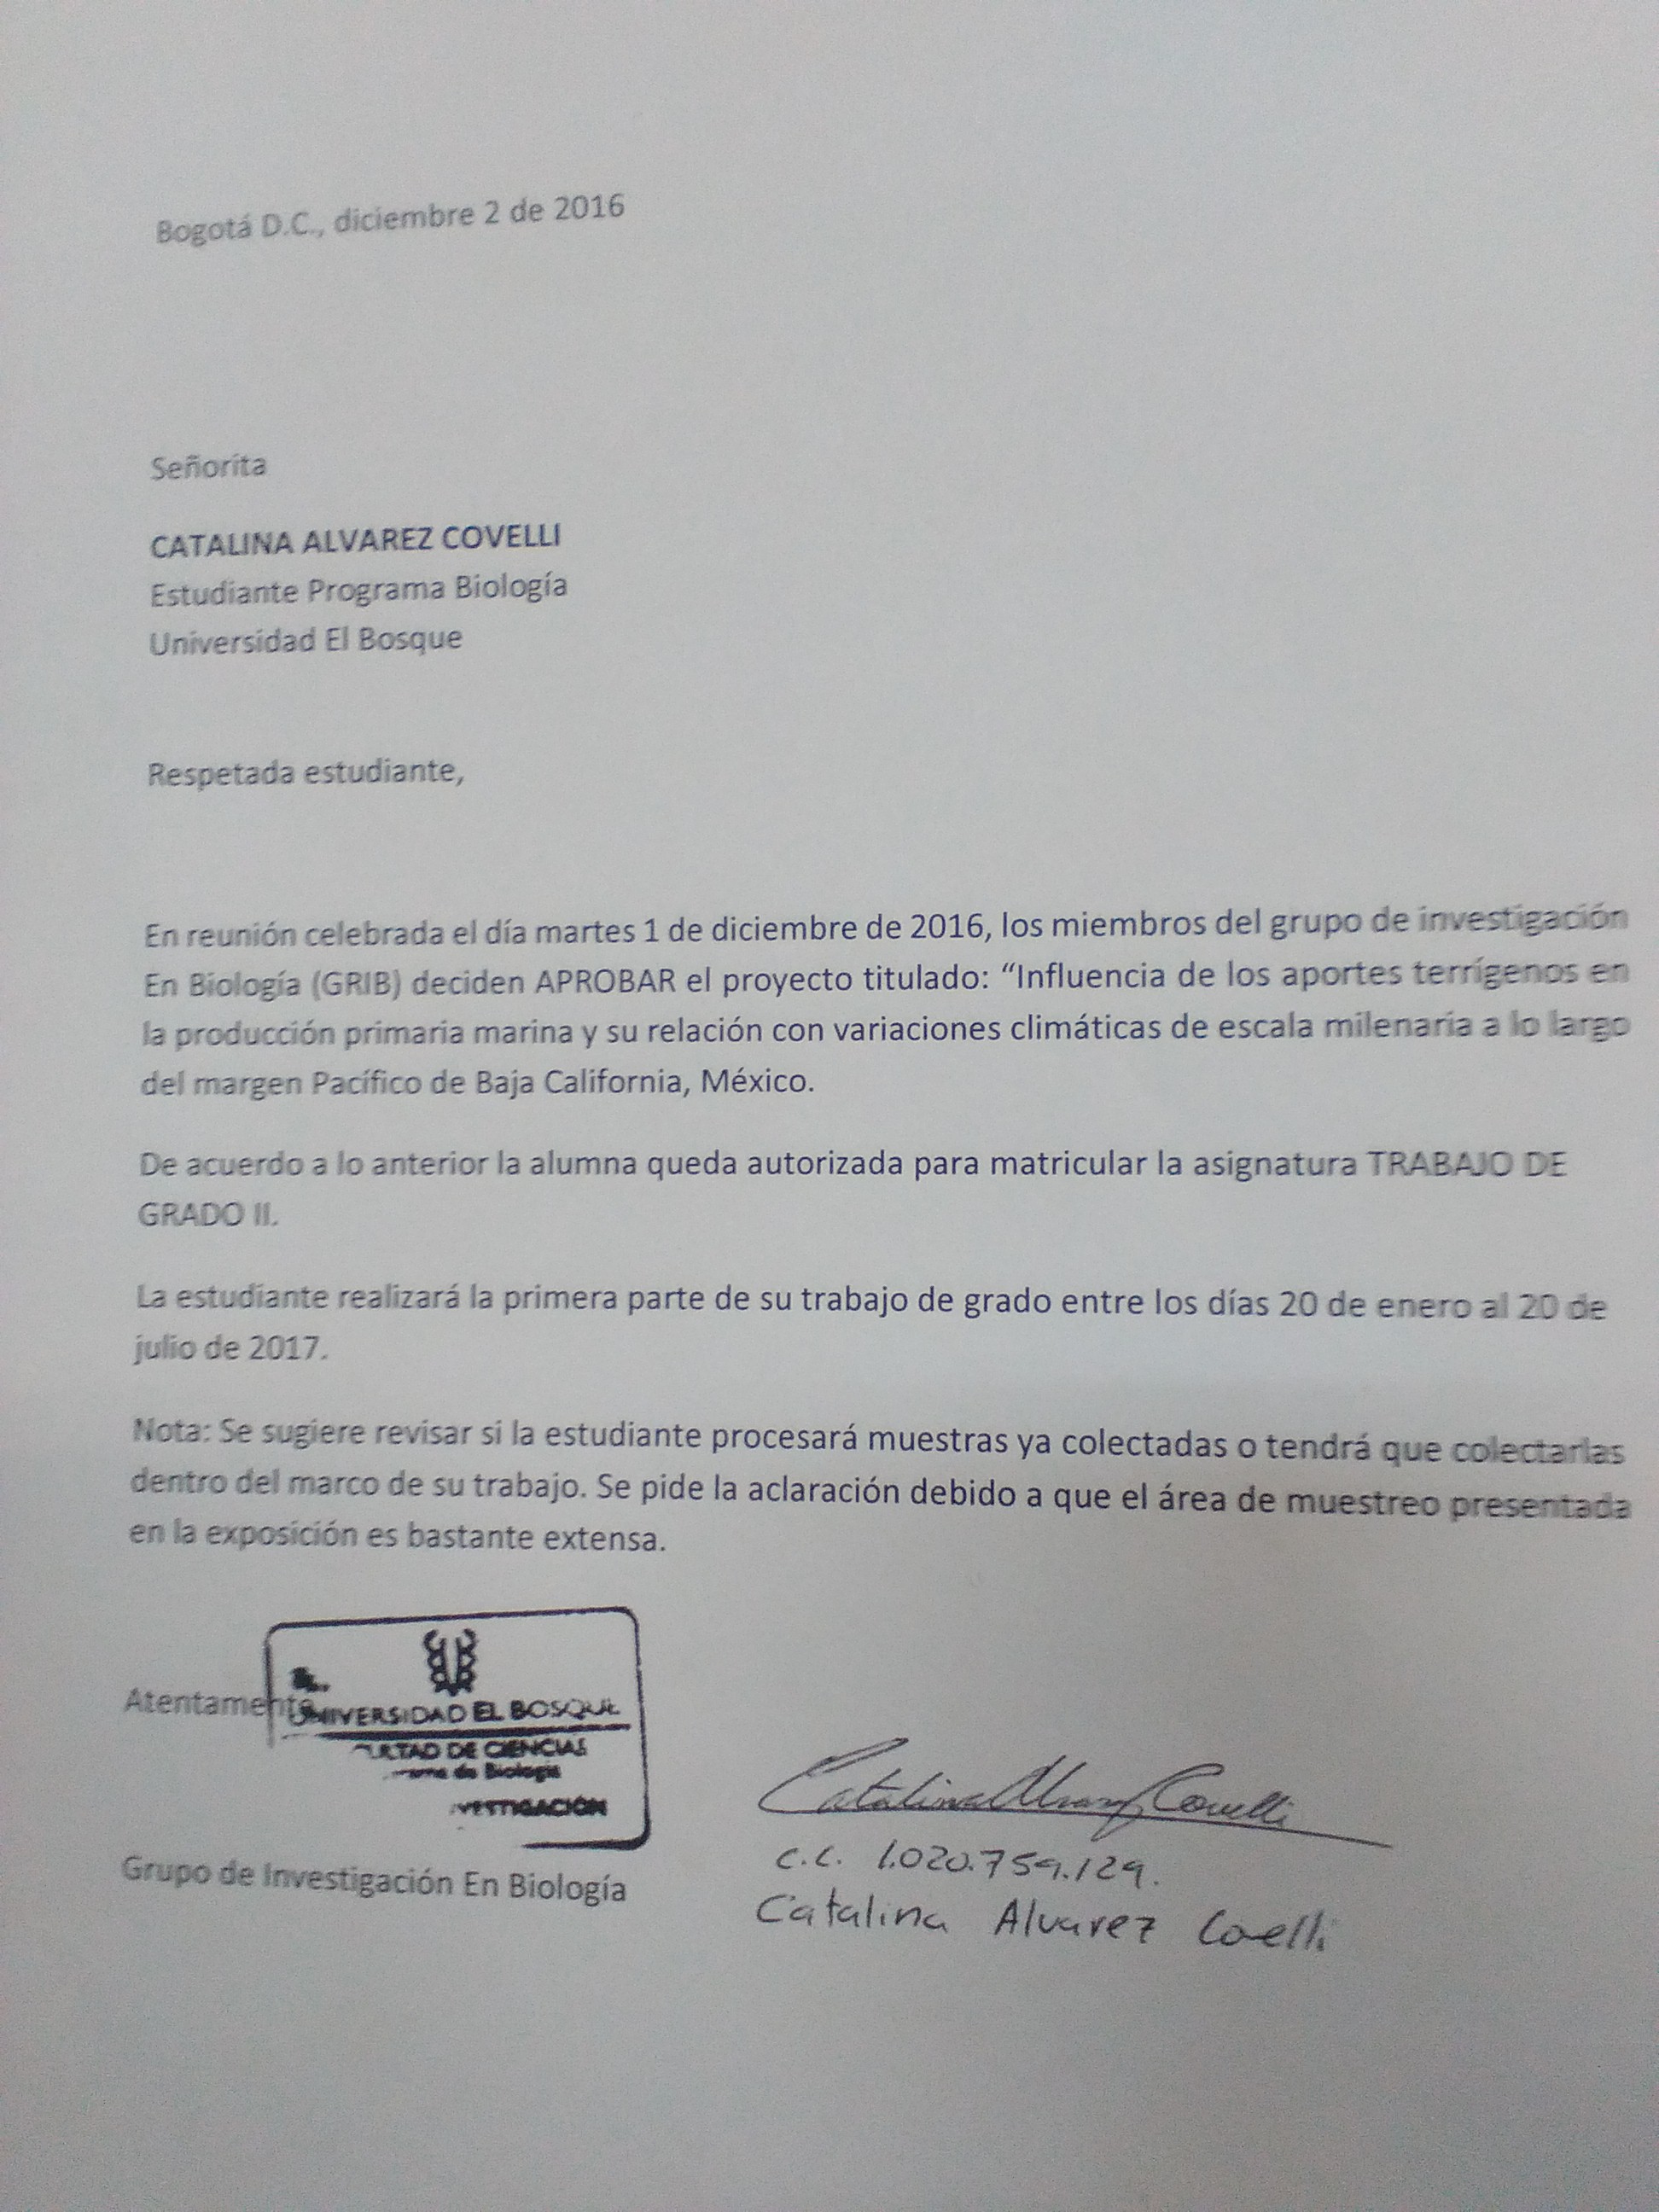 Bogotá D.C., diciembre 2 de 2016
Señorita
CATALINA ALVAREZ COVELLI
Estudiante Programa Biología
Universidad El Bosque
Respetada estudiante,
En reunión celebrada el día martes 1 de diciembre de 2016, los miembros del grupo de investigación
En Biología (GRIB) deciden APROBAR el proyecto titulado: “Influencia de los aportes terrígenos en
la producción primaria marina y su relación con variaciones climáticas de escala milenaria a lo largo
del margen Pacífico de Baja California, México.
De acuerdo a lo anterior la alumna queda autorizada para matricular la asignatura TRABAJO DE
GRADO II.
La estudiante realizará la primera parte de su trabajo de grado entre los días 20 de enero al 20 de
julio de 2017.
Nota: Se sugiere revisar si la estudiante procesará muestras ya colectadas o tendrá que colectarlas
dentro del marco de su trabajo. Se pide la aclaración debido a que el área de muestreo presentada
en la exposición es bastante extensa.
Atentamente
UNIVERSIDAD EL BOSQUE
DE CIENCIAS
de Biología
Catalina Alvarez Covelli
c.c. 1.020.759.129.
Grupo de Investigación En Biología
Catalina Alvarez Covelli